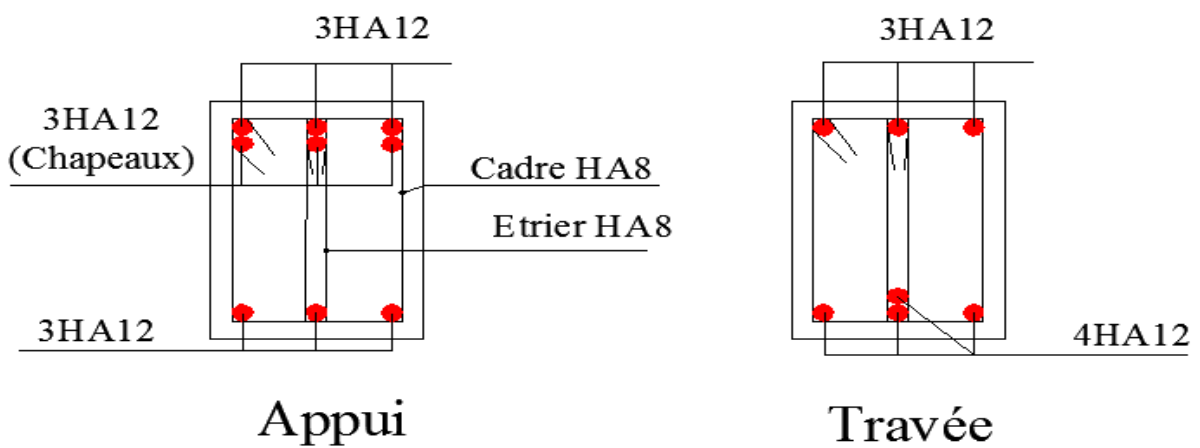 3HA12
3HA12
(Chapeaux)
Cadre HA8
Etrier HA8
3HA12
Appui
3HA12
4HA12
Travée